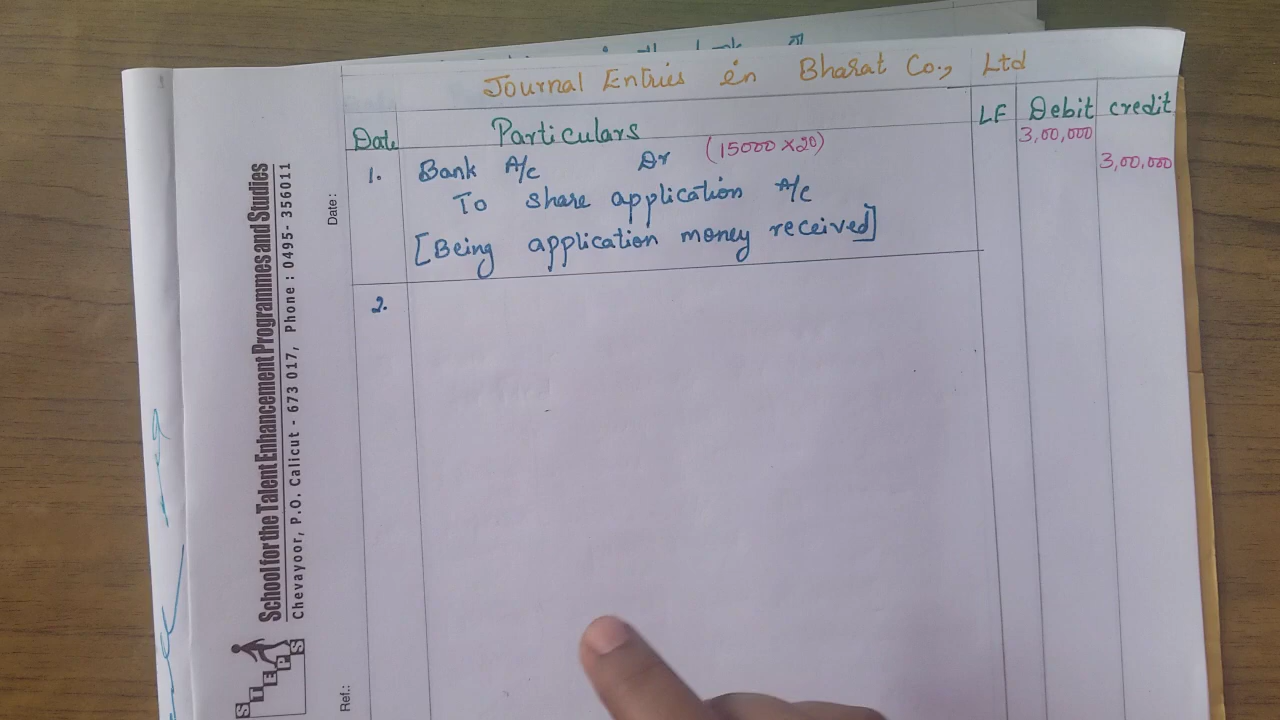 Journal Entries in Bharat Co., Ltd
Date Particulars LF Debit credit
1. Bank A/c Dr (15000 x 20) 3,00,000
To share application A/c 3,00,000
[Being application money received]
2.
School for the Talent Enhancement Programmes and Studies
Chevayoor, P.O. Calicut - 673 017, Phone : 0495- 356011
STEPS
Ref.:
Date: